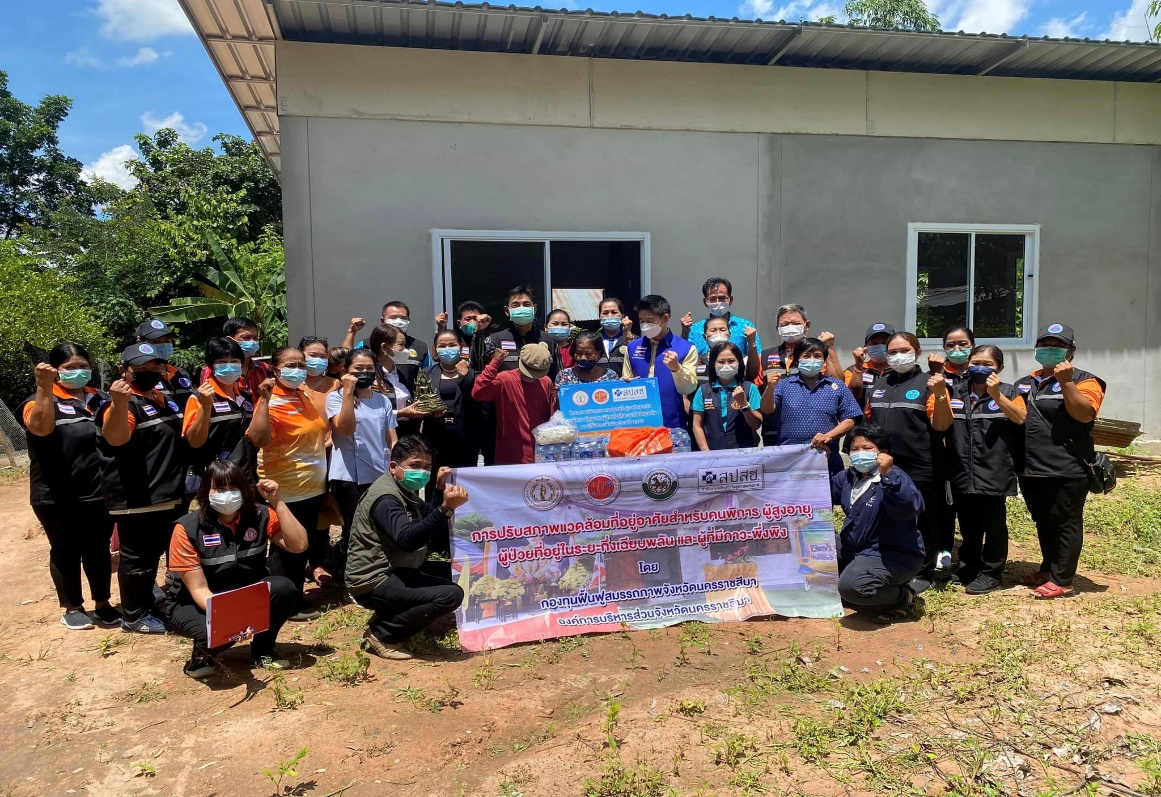 สปสช.
สปสช.
การปรับสภาพแวดล้อมที่อยู่อาศัยสำหรับคนพิการ ผู้สูงอายุ
ผู้ป่วยที่อยู่ในระยะกึ่งเฉียบพลัน และผู้ที่มีภาวะพึ่งพิง
โดย
กองทุนฟื้นฟูสมรรถภาพจังหวัดนครราชสีมา
องค์การบริหารส่วนจังหวัดนครราชสีมา